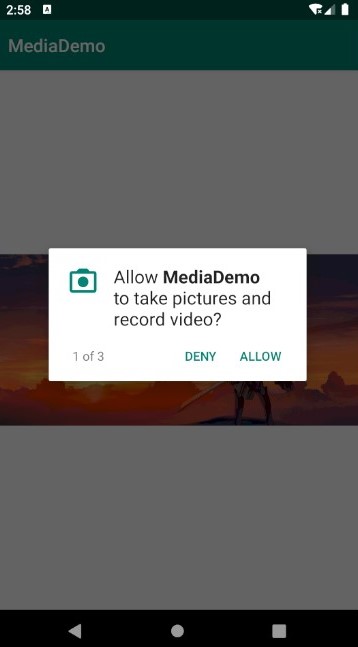 2:58 A
MediaDemo
Allow MediaDemo
to take pictures and
record video?
1 of 3 DENY ALLOW